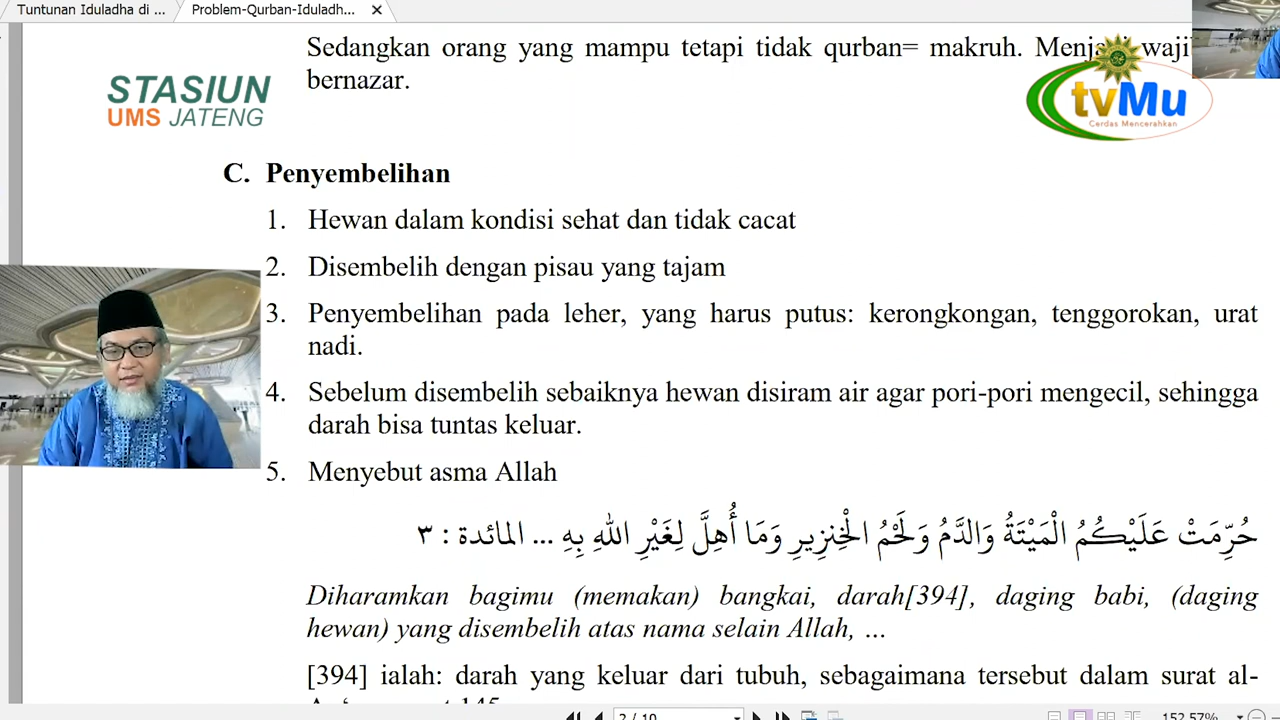 Tuntunan Iduladha di ...
Problem-Qurban-Iduladh...
Sedangkan orang yang mampu tetapi tidak qurban= makruh.
bernazar.
STASIUN
UMS JATENG
tvMu
Cerdas Mencerahkan
C. Penyembelihan
1. Hewan dalam kondisi sehat dan tidak cacat
2. Disembelih dengan pisau yang tajam
3. Penyembelihan pada leher, yang harus putus: kerongkongan, tenggorokan, urat
nadi.
4. Sebelum disembelih sebaiknya hewan disiram air agar pori-pori mengecil, sehingga
darah bisa tuntas keluar.
5. Menyebut asma Allah
حُرِّمَتْ عَلَيْكُمُ الْمَيْتَةُ وَالدَّمُ وَلَحْمُ الْخِنزِيرِ وَمَا أُهِلَّ لِغَيْرِ اللهِ بِهِ ... المائدة : ٣
Diharamkan bagimu (memakan) bangkai, darah[394], daging babi, (daging
hewan) yang disembelih atas nama selain Allah, ...
[394] ialah: darah yang keluar dari tubuh, sebagaimana tersebut dalam surat al-
2 / 10
152,57%